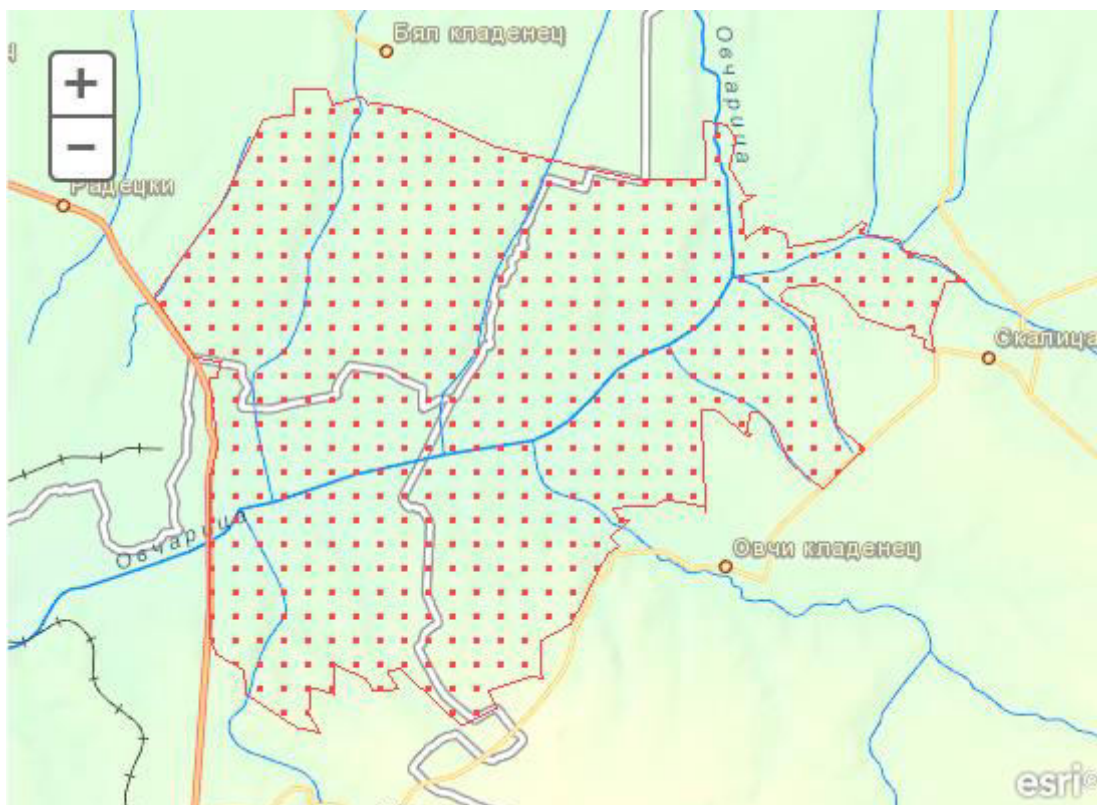 Бял кладенец
Овчарица
+
−
Радецки
Скалица
Овчарица
Овчи кладенец
esri©